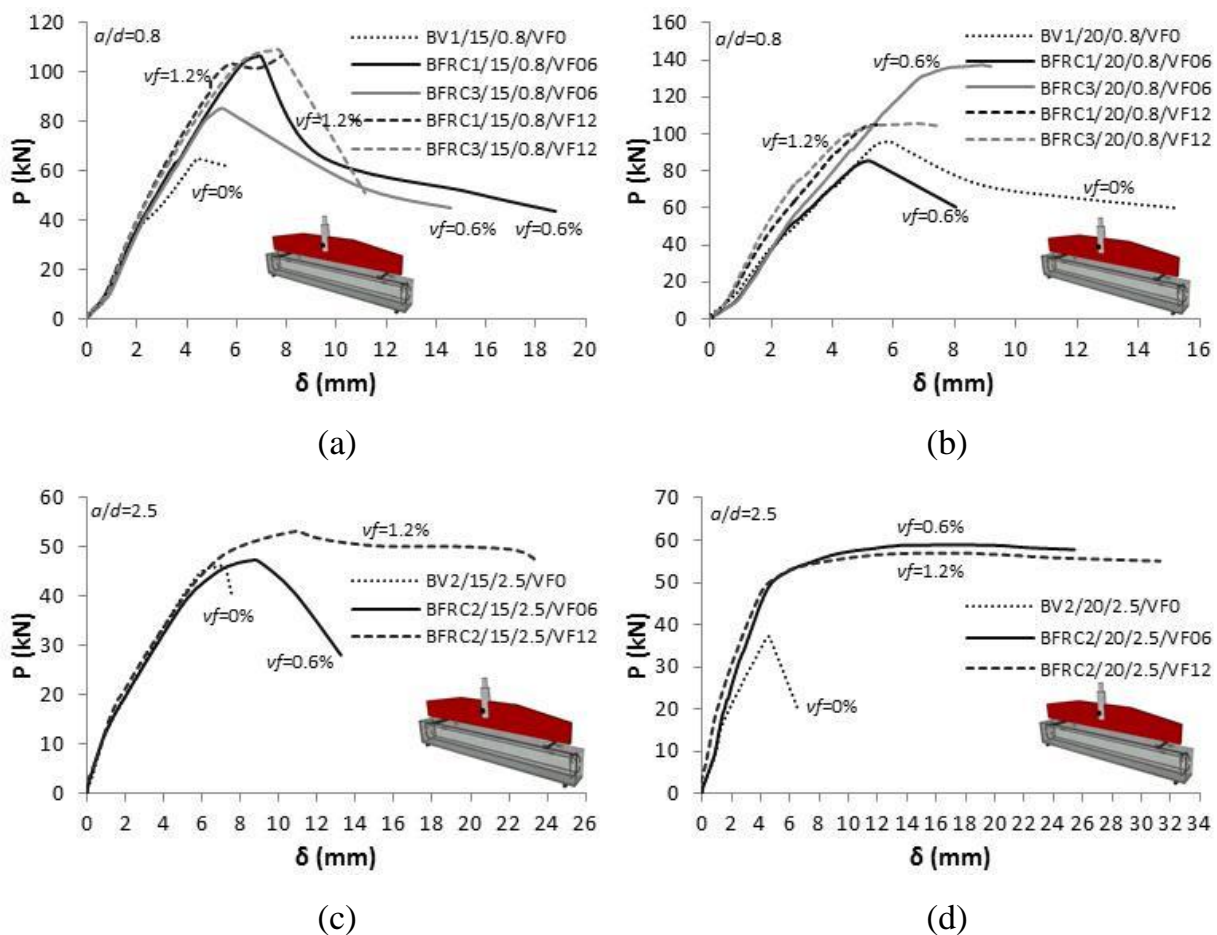 a/d=0.8
P (kN)
120
100
80
60
40
20
0
0 2 4 6 8 10 12 14 16 18 20
δ (mm)
BV1/15/0.8/VF0
BFRC1/15/0.8/VF06
BFRC3/15/0.8/VF06
BFRC1/15/0.8/VF12
BFRC3/15/0.8/VF12
vf=1.2%
vf=1.2%
vf=0%
vf=0.6%
vf=0.6%
(a)
a/d=0.8
P (kN)
160
140
120
100
80
60
40
20
0
0 2 4 6 8 10 12 14 16
δ (mm)
BV1/20/0.8/VF0
BFRC1/20/0.8/VF06
BFRC3/20/0.8/VF06
BFRC1/20/0.8/VF12
BFRC3/20/0.8/VF12
vf=0.6%
vf=1.2%
vf=0%
vf=0.6%
(b)
a/d=2.5
P (kN)
60
50
40
30
20
10
0
0 2 4 6 8 10 12 14 16 18 20 22 24 26
δ (mm)
vf=1.2%
BV2/15/2.5/VF0
BFRC2/15/2.5/VF06
BFRC2/15/2.5/VF12
vf=0%
vf=0.6%
(c)
a/d=2.5
P (kN)
70
60
50
40
30
20
10
0
0 2 4 6 8 10 12 14 16 18 20 22 24 26 28 30 32 34
δ (mm)
vf=0.6%
vf=1.2%
BV2/20/2.5/VF0
BFRC2/20/2.5/VF06
BFRC2/20/2.5/VF12
vf=0%
(d)